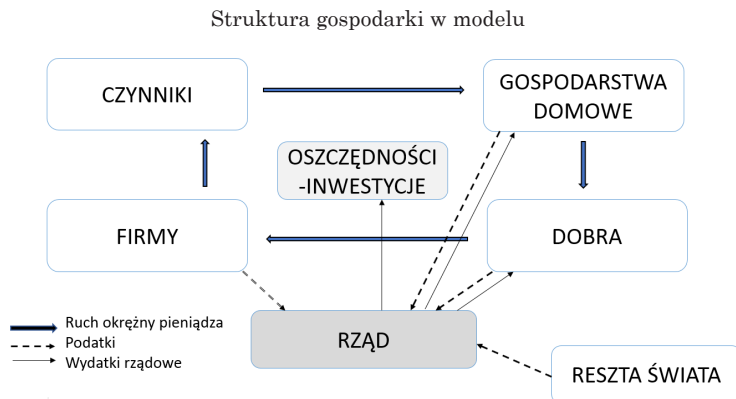 Struktura gospodarki w modelu
CZYNNIKI
GOSPODARSTWA
DOMOWE
OSZCZĘDNOŚCI
-INWESTYCJE
FIRMY
DOBRA
Ruch okrężny pieniądza
Podatki
Wydatki rządowe
RZĄD
RESZTA ŚWIATA